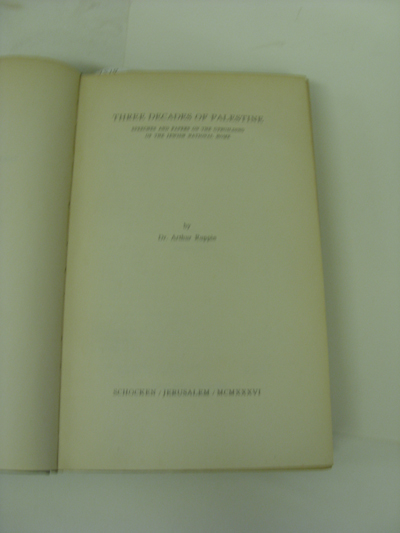 THREE DECADES OF PALESTINE
SPEECHES AND PAPERS ON THE UPBUILDING
OF THE JEWISH NATIONAL HOME
by
Dr. Arthur Ruppin
SCHOCKEN / JERUSALEM / MCMXXXVI